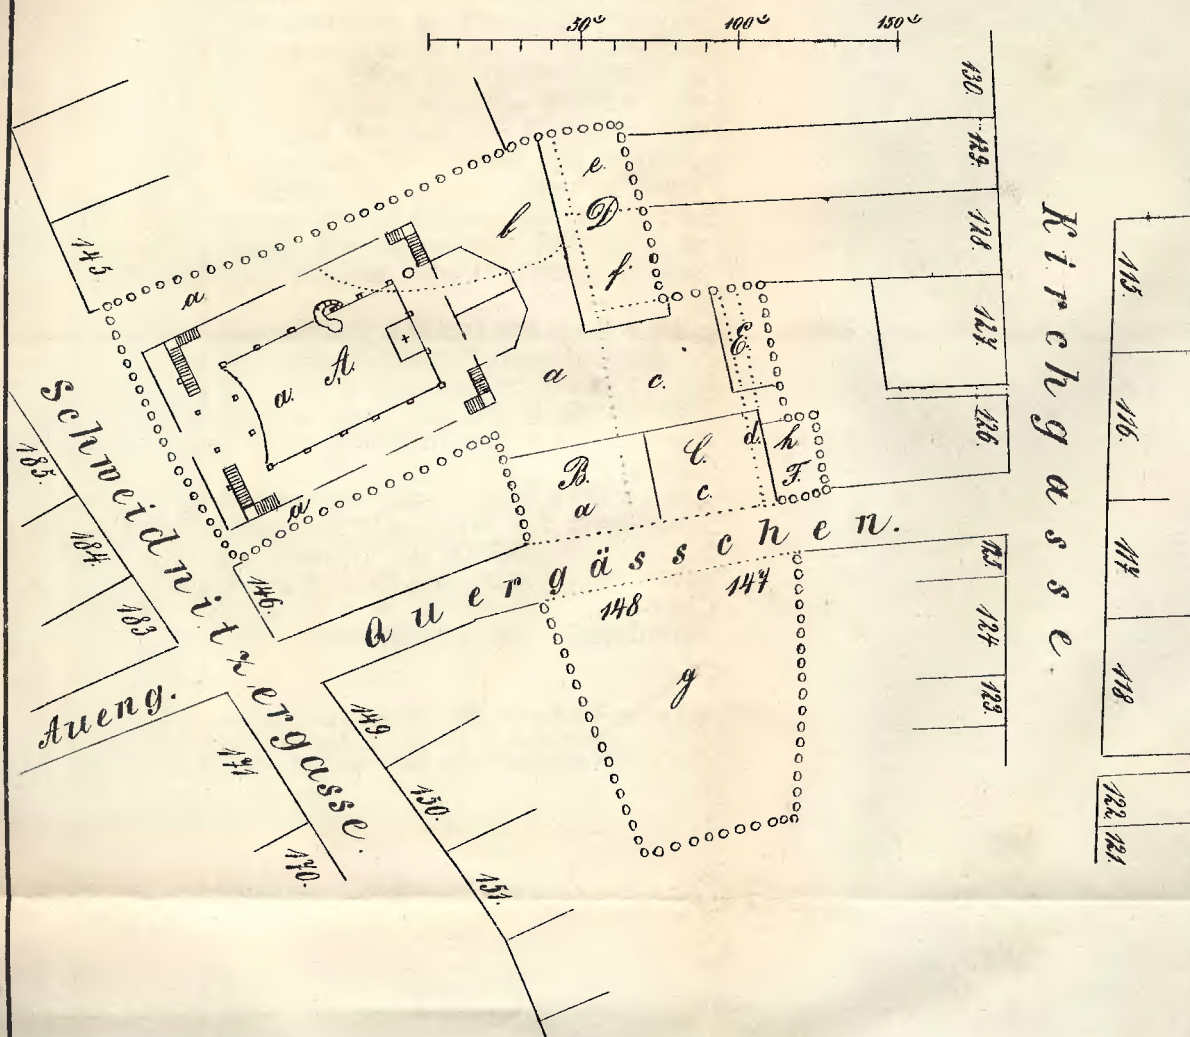 50
100
150
130.
129.
128.
127.
126.
Kirchgasse.
115.
116.
117.
118.
122.
121.
145.
a
b
e.
D
f.
A.
a.
E.
a
c.
d.
h
F.
B.
a
C.
c.
a
Schweidnitzergasse.
185.
184.
183
146.
Quergässchen.
148
147
g
125.
124.
123.
Aueng.
149.
150.
151.
171
170.